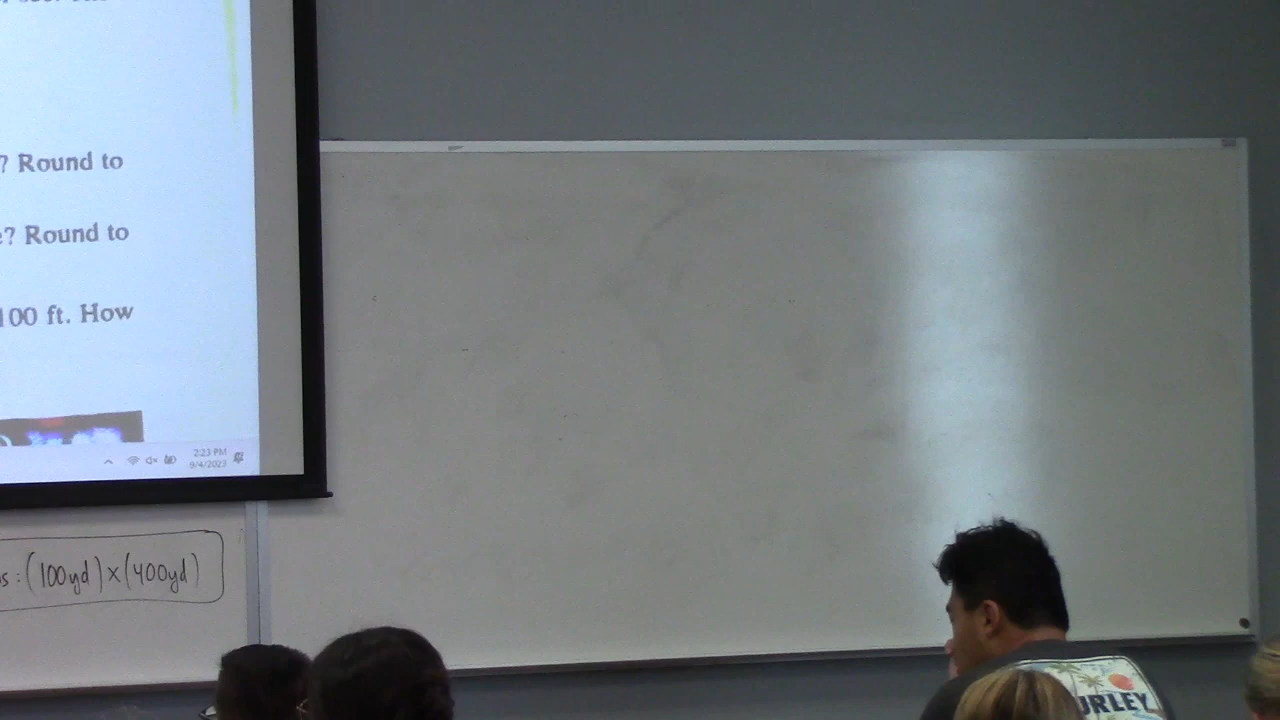 ? Round to
e? Round to
100 ft. How
2:23 PM
9/4/2023
s: (100yd) x (400yd)
URLEY